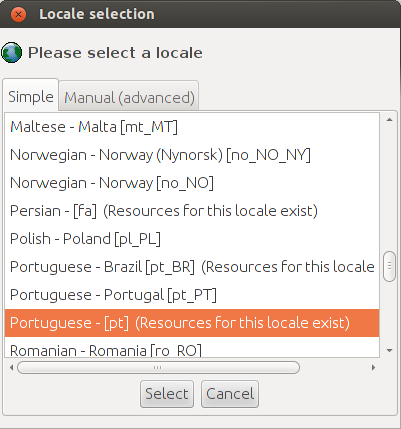 Locale selection
Please select a locale
Simple
Manual (advanced)
Maltese - Malta [mt_MT]
Norwegian - Norway (Nynorsk) [no_NO_NY]
Norwegian - Norway [no_NO]
Persian - [fa] (Resources for this locale exist)
Polish - Poland [pl_PL]
Portuguese - Brazil [pt_BR] (Resources for this locale
Portuguese - Portugal [pt_PT]
Portuguese - [pt] (Resources for this locale exist)
Romanian - Romania [ro_RO]
Select
Cancel